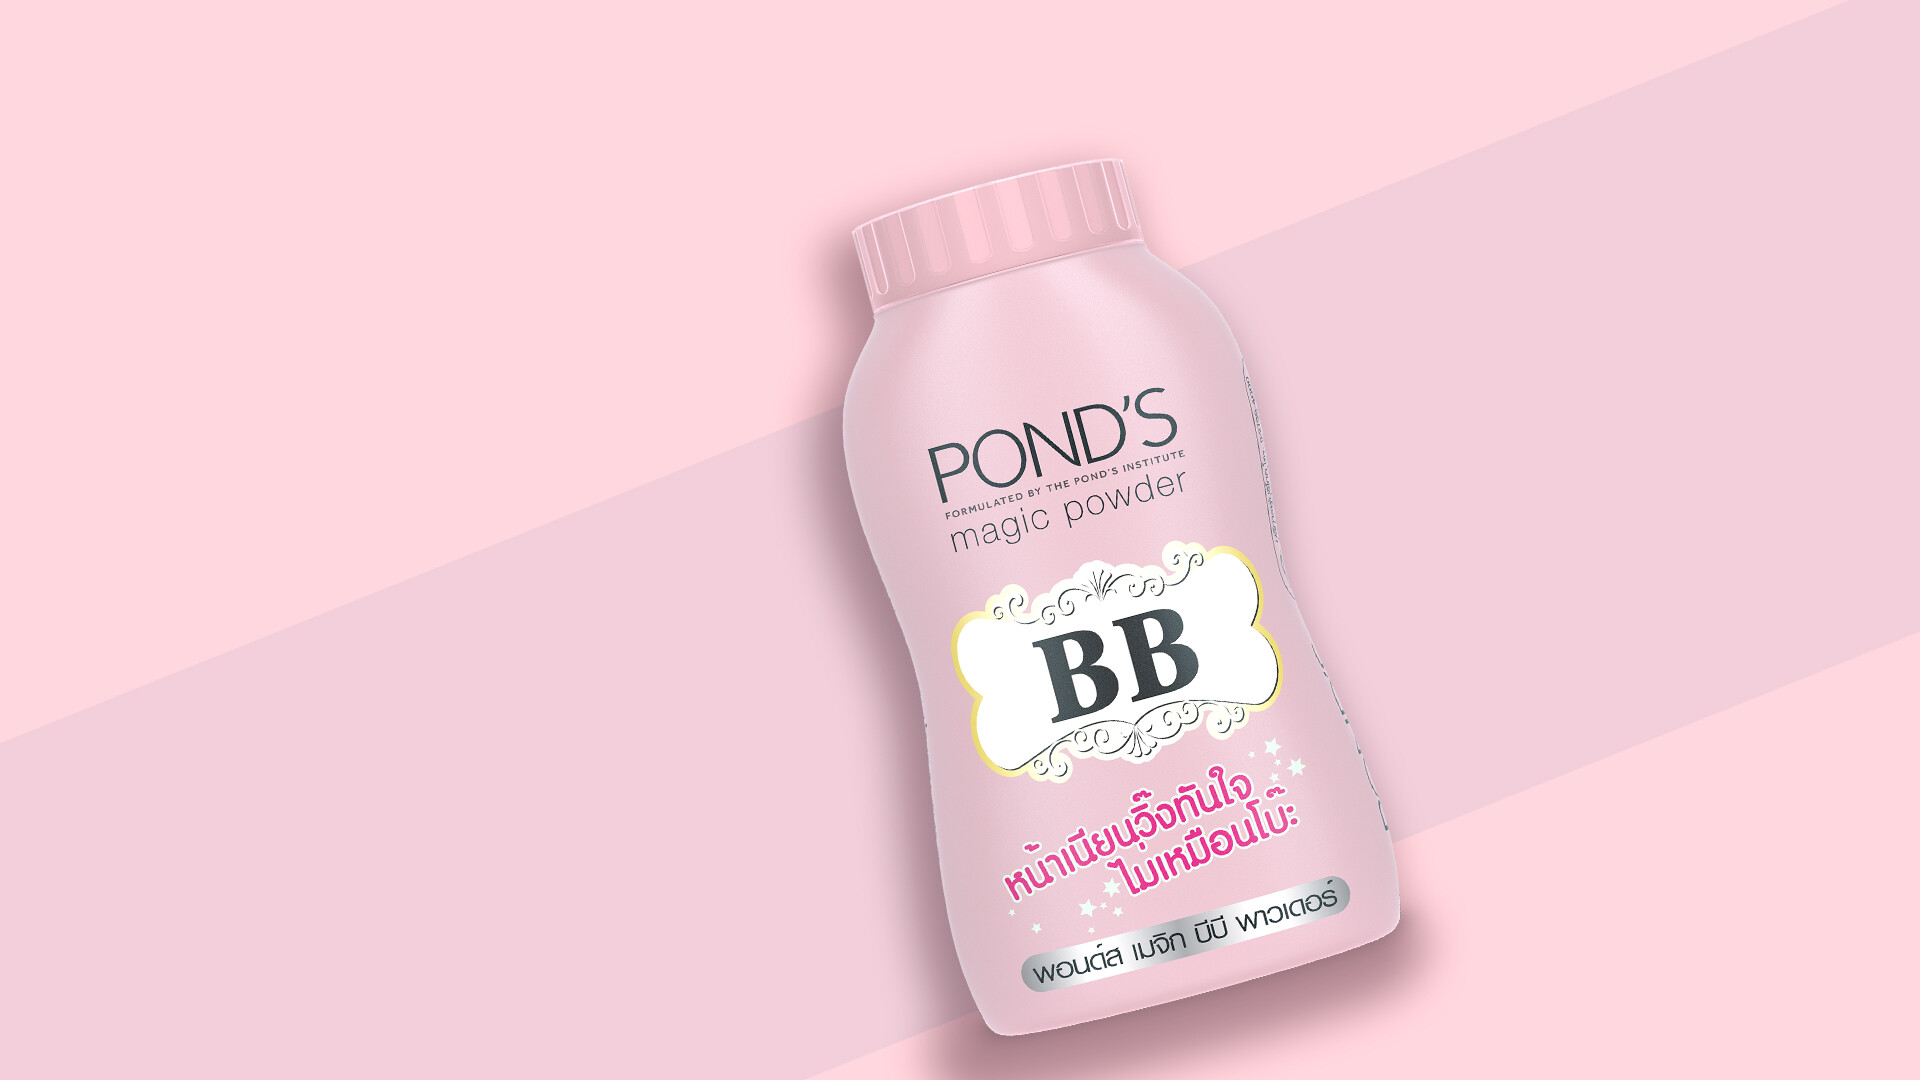 POND'S
FORMULATED BY THE POND'S INSTITUTE
magic powder
BB
หน้าเนียนวิ๊งทันใจ
ไม่เหมือนโบ๊ะ
พอนด์ส เมจิก บีบี พาวเดอร์